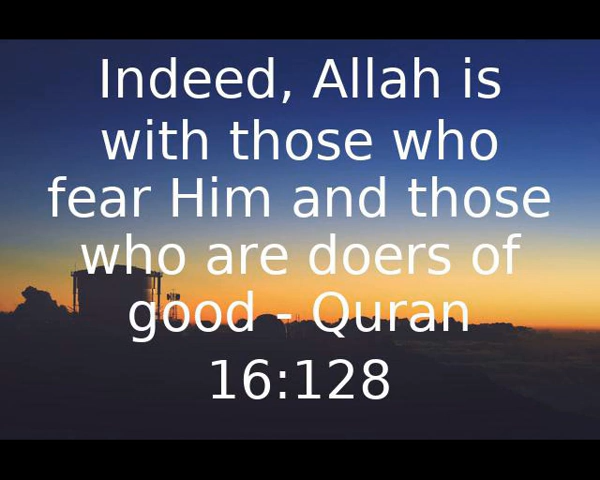 Indeed, Allah is
with those who
fear Him and those
who are doers of
good - Quran
16:128